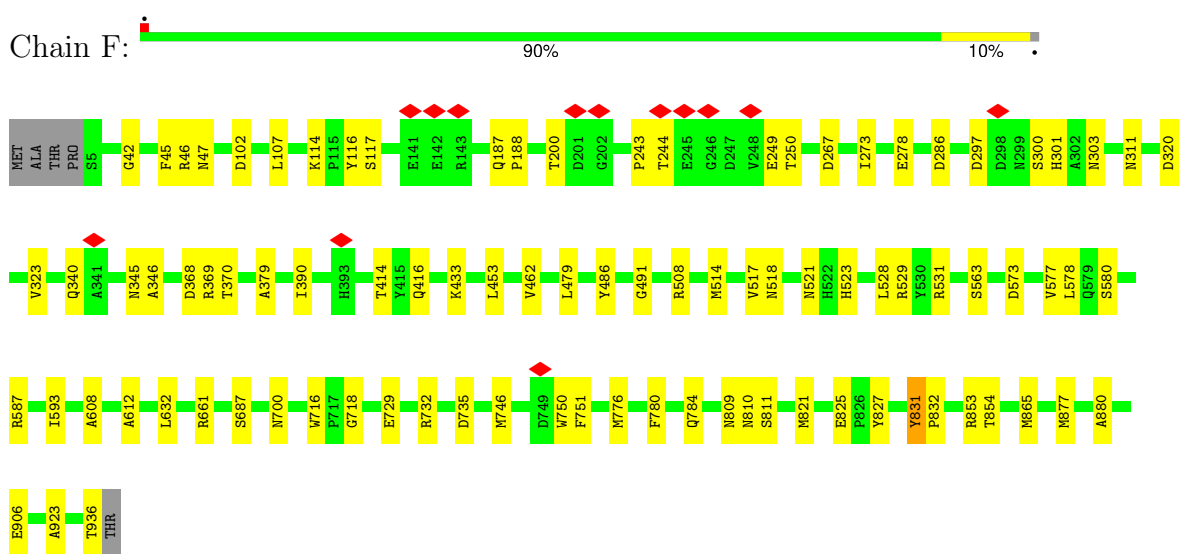 Chain F:
90% 10%
MET ALA THR PRO S5 G42 F45 R46 N47 D102 L107 K114 P115 Y116 S117 E141 E142 R143 Q187 P188 T200 D201 G202 P243 T244 E245 G246 D247 V248 E249 T250 D267 I273 E278 D286 D297 D298 N299 S300 H301 A302 N303 N311 D320
V323 Q340 A341 N345 A346 D368 R369 T370 A379 I390 H393 T414 Y415 Q416 K433 L453 V462 L479 Y486 G491 R508 M514 V517 N518 N521 H522 H523 L528 R529 Y530 R531 S563 D573 V577 L578 Q579 S580
R587 I593 A608 A612 L632 R661 S687 N700 W716 P717 G718 E729 R732 D735 M746 D749 W750 F751 M776 F780 Q784 N809 N810 S811 M821 E825 P826 Y827 Y831 P832 R853 T854 M865 M877 A880
E906 A923 T936 THR